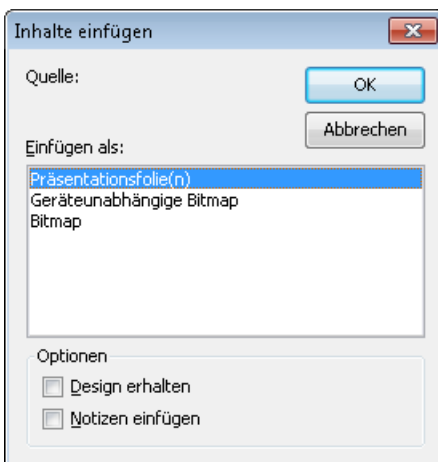 Inhalte einfügen
Quelle:
OK
Abbrechen
Einfügen als:
Präsentationsfolie(n)
Geräteunabhängige Bitmap
Bitmap
Optionen
Design erhalten
Notizen einfügen